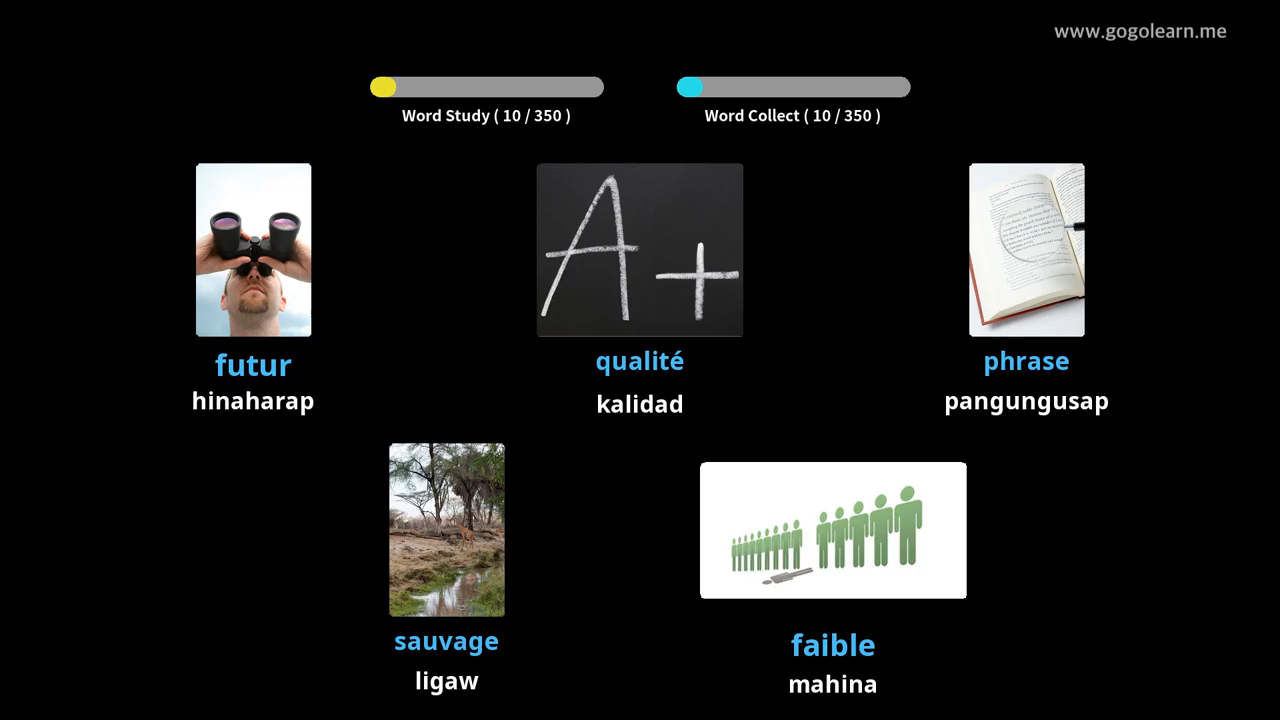 www.gogolearn.me
Word Study ( 10 / 350 )
Word Collect ( 10 / 350 )
A+
futur
hinaharap
qualité
kalidad
phrase
pangungusap
sauvage
ligaw
faible
mahina